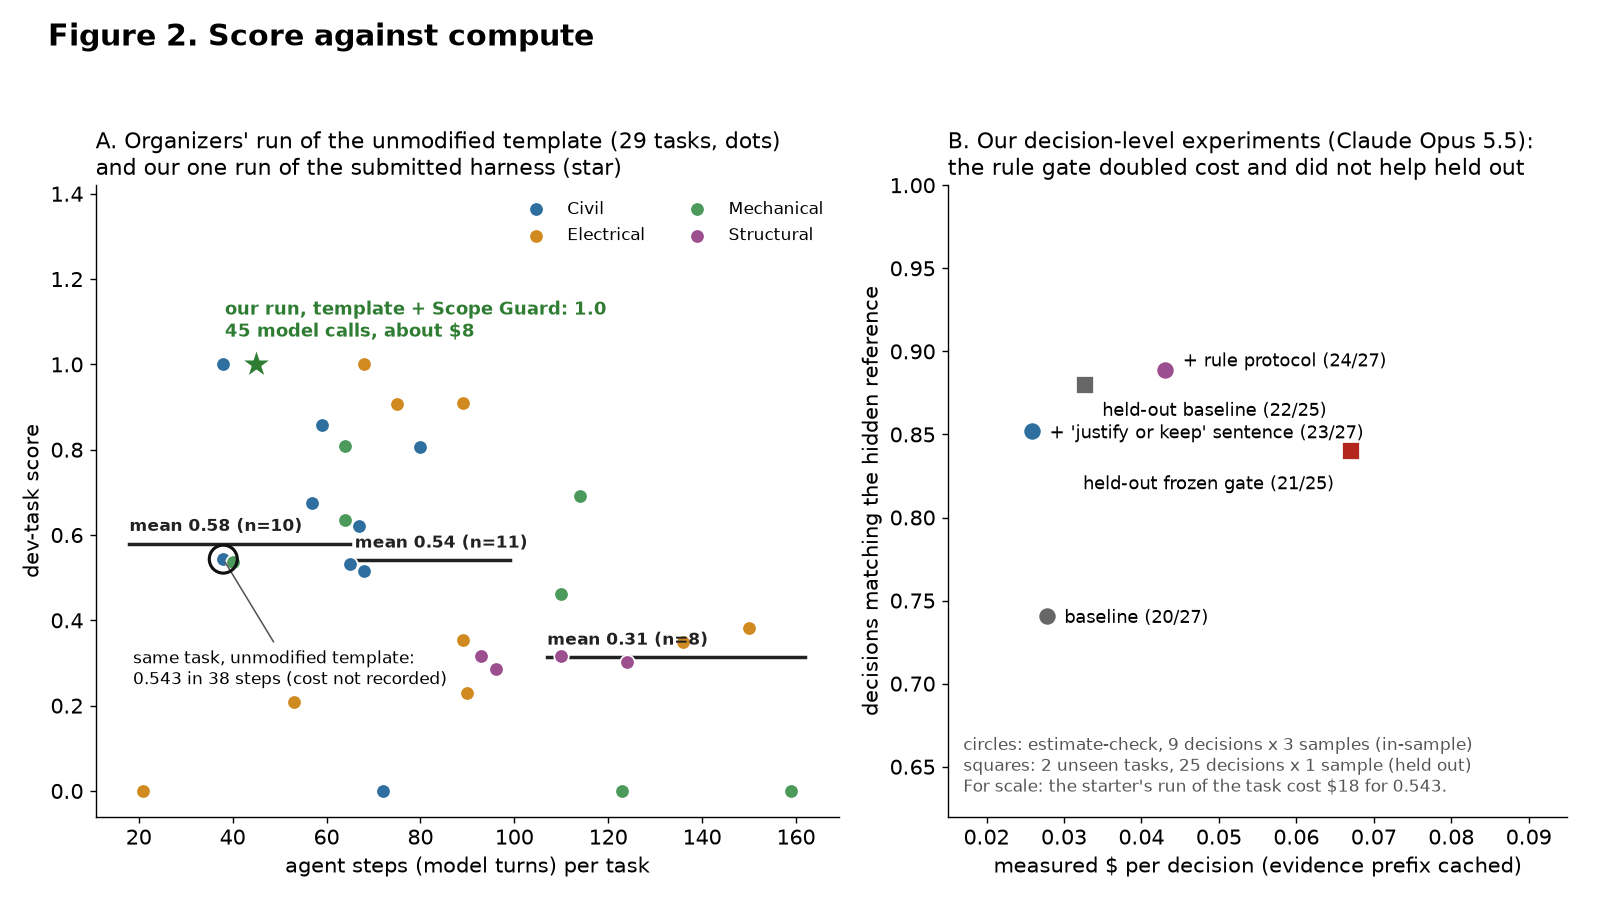 Figure 2. Score against compute
A. Organizers' run of the unmodified template (29 tasks, dots)
and our one run of the submitted harness (star)
1.4
1.2
1.0
0.8
0.6
0.4
0.2
0.0
dev-task score
Civil
Electrical
Mechanical
Structural
our run, template + Scope Guard: 1.0
45 model calls, about $8
mean 0.58 (n=10)
mean 0.54 (n=11)
mean 0.31 (n=8)
same task, unmodified template:
0.543 in 38 steps (cost not recorded)
20 40 60 80 100 120 140 160
agent steps (model turns) per task
B. Our decision-level experiments (Claude Opus 5.5):
the rule gate doubled cost and did not help held out
1.00
0.95
0.90
0.85
0.80
0.75
0.70
0.65
decisions matching the hidden reference
+ rule protocol (24/27)
held-out baseline (22/25)
+ 'justify or keep' sentence (23/27)
held-out frozen gate (21/25)
baseline (20/27)
circles: estimate-check, 9 decisions x 3 samples (in-sample)
squares: 2 unseen tasks, 25 decisions x 1 sample (held out)
For scale: the starter's run of the task cost $18 for 0.543.
0.02 0.03 0.04 0.05 0.06 0.07 0.08 0.09
measured $ per decision (evidence prefix cached)